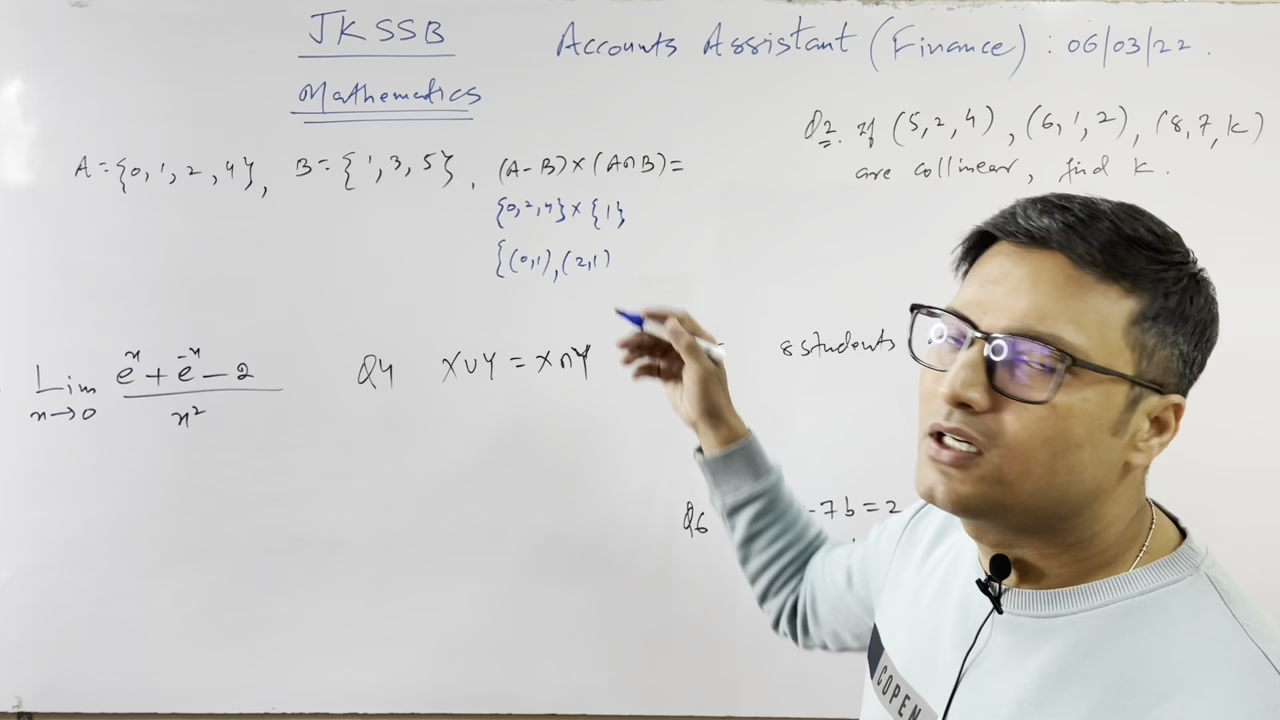 JKSSB
Accounts Assistant (Finance) : 06/03/22.
Mathematics
Q2. If (5, 2, 4), (6, 1, 2), (8, 7, k)
are collinear, find k.
A = {0, 1, 2, 4}, B = {1, 3, 5}, (A-B)×(A∩B)=
{0,2,4}×{1}
{(0,1),(2,1)
Lim e^x + e^-x - 2
x→0 x²
Q4 X∪Y = X∩Y
8 students
Q6 -7b = 2
COPEN